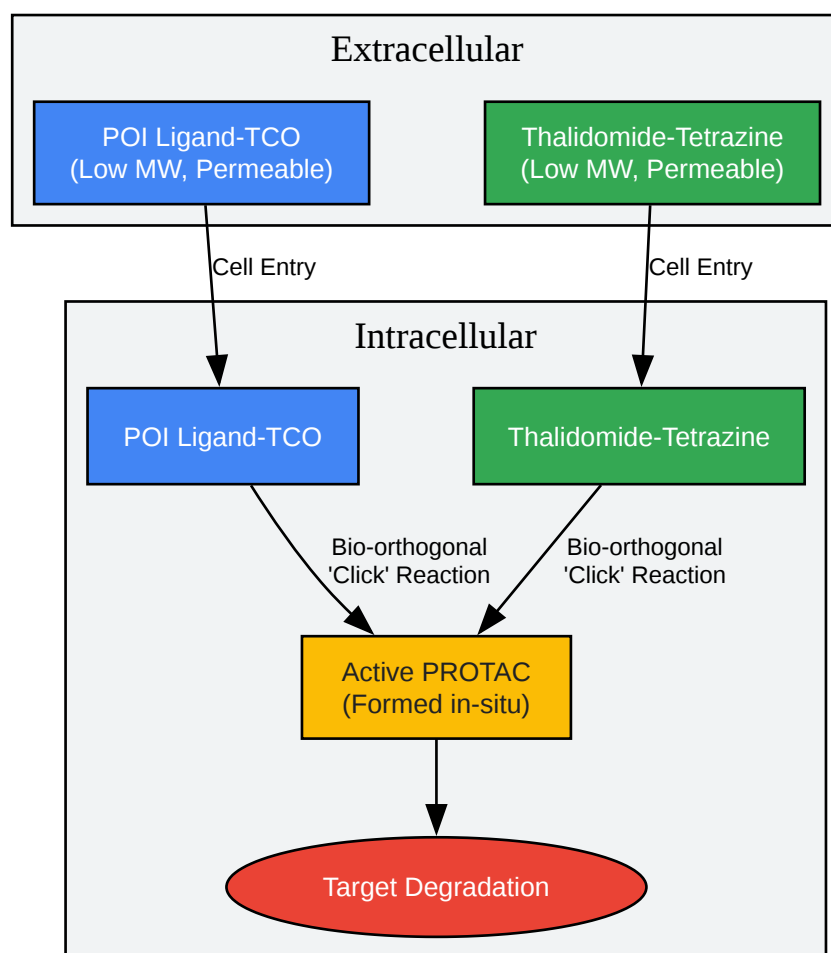 Extracellular
POI Ligand-TCO
(Low MW, Permeable)
Thalidomide-Tetrazine
(Low MW, Permeable)
Cell Entry
Cell Entry
Intracellular
POI Ligand-TCO
Thalidomide-Tetrazine
Bio-orthogonal
'Click' Reaction
Bio-orthogonal
'Click' Reaction
Active PROTAC
(Formed in-situ)
Target Degradation